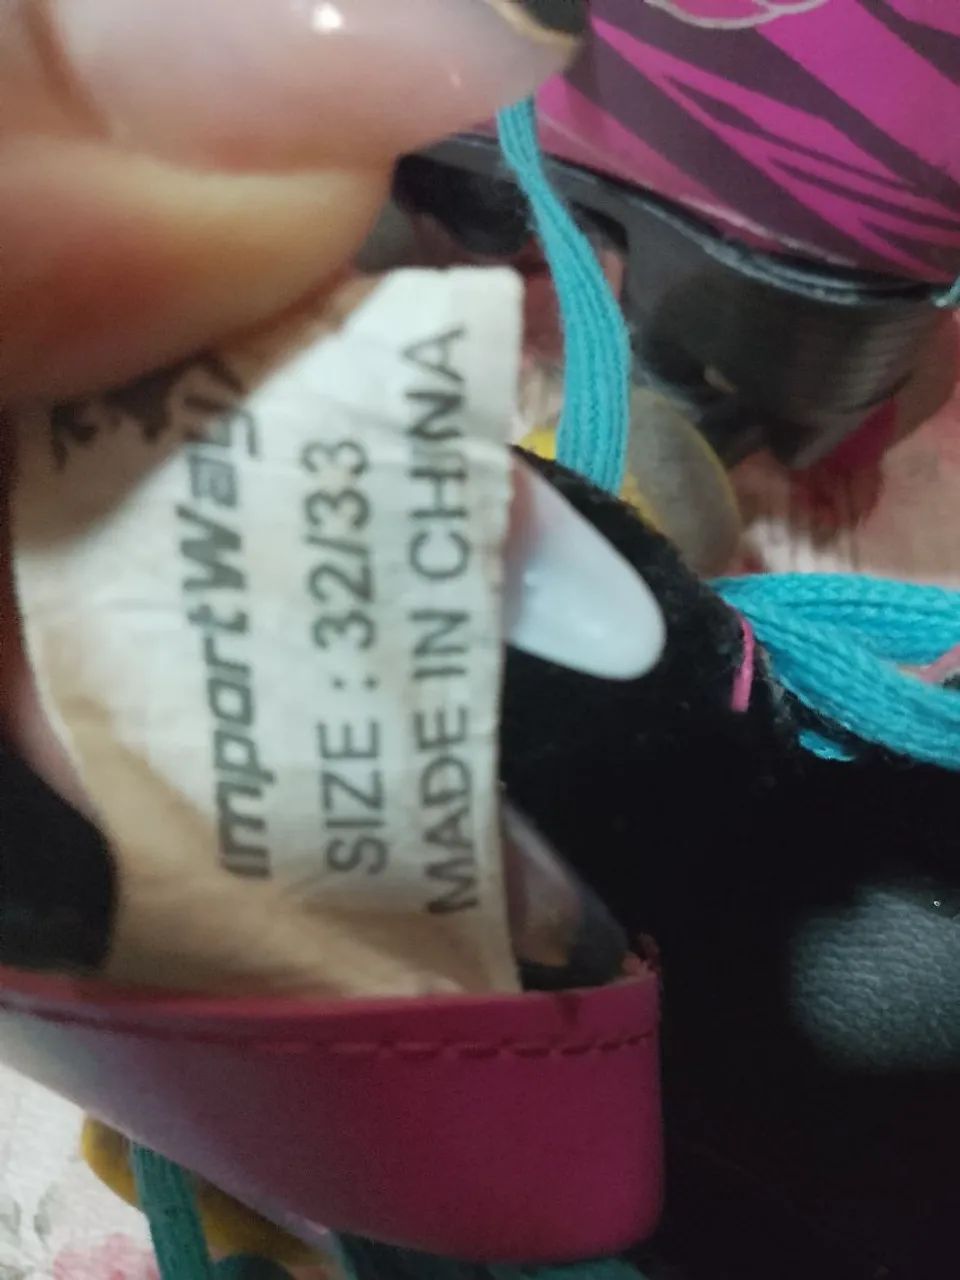 ImportWay
SIZE : 32/33
MADE IN CHINA